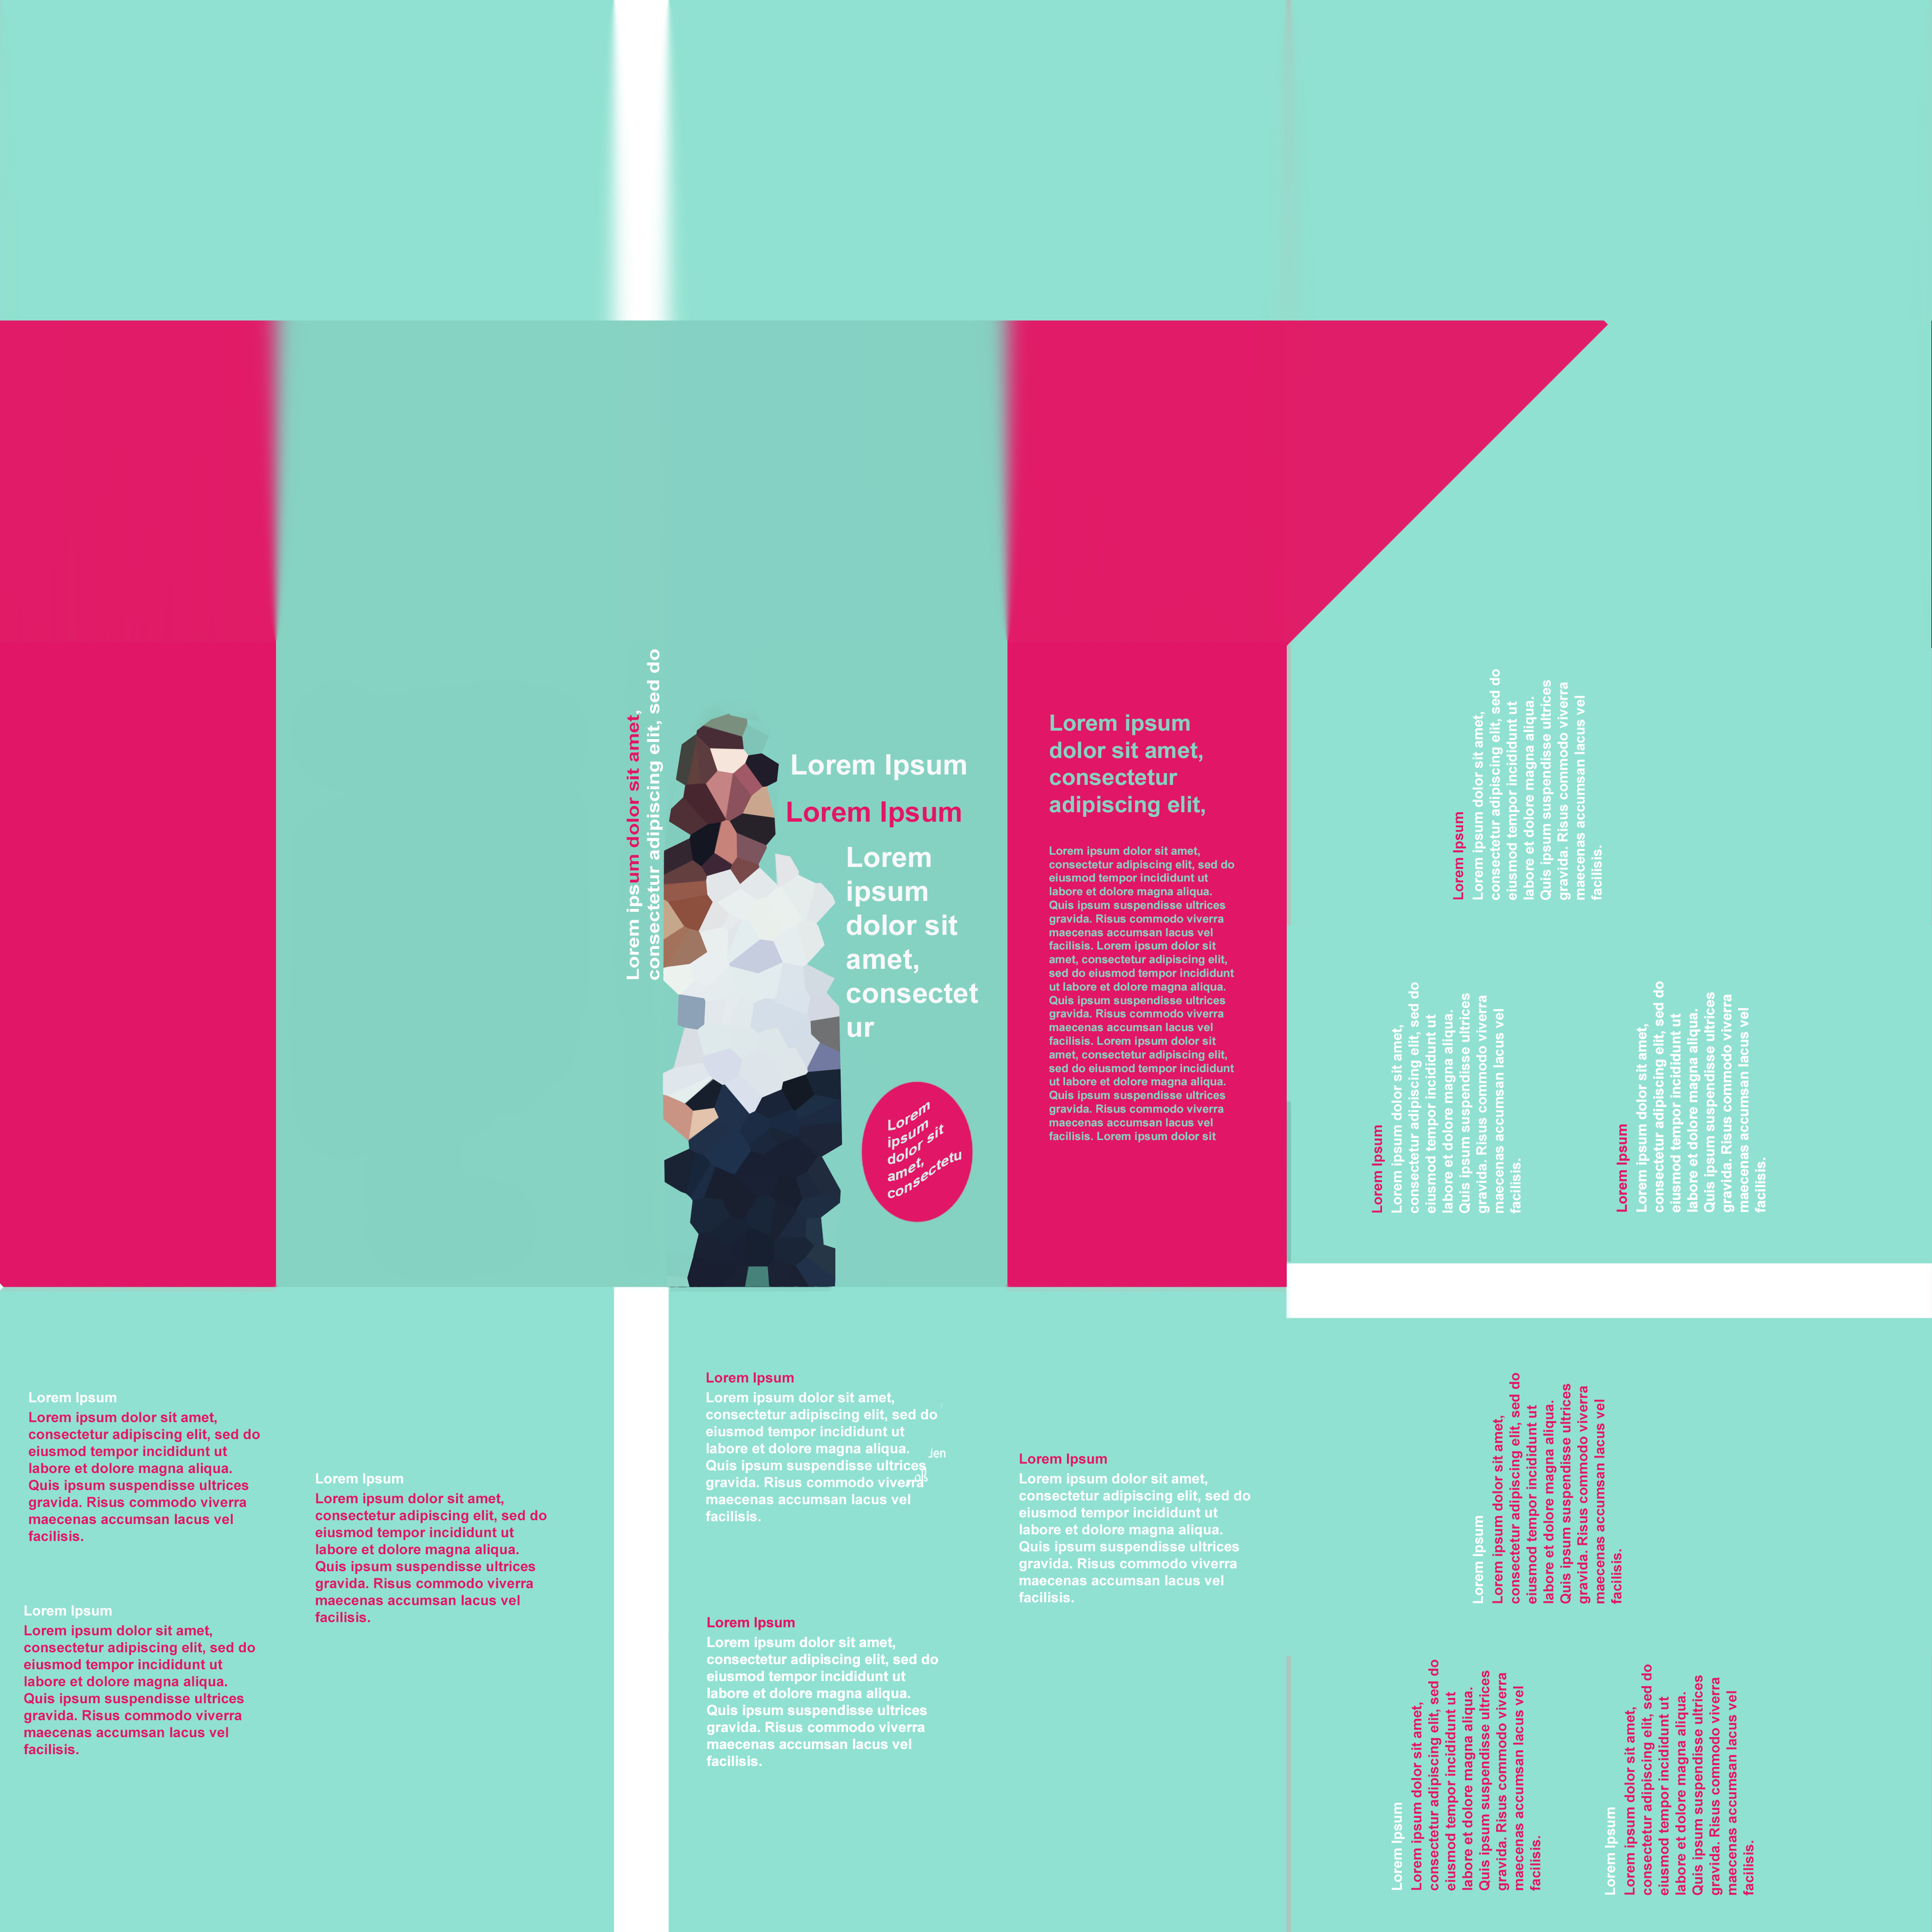 Lorem ipsum dolor sit amet,
consectetur adipiscing elit, sed do
Lorem Ipsum
Lorem Ipsum
Lorem
ipsum
dolor sit
amet,
consectet
ur
Lorem
ipsum
dolor sit
amet,
consectetu
Lorem ipsum
dolor sit amet,
consectetur
adipiscing elit,
Lorem ipsum dolor sit amet,
consectetur adipiscing elit, sed do
eiusmod tempor incididunt ut
labore et dolore magna aliqua.
Quis ipsum suspendisse ultrices
gravida. Risus commodo viverra
maecenas accumsan lacus vel
facilisis. Lorem ipsum dolor sit
amet, consectetur adipiscing elit,
sed do eiusmod tempor incididunt
ut labore et dolore magna aliqua.
Quis ipsum suspendisse ultrices
gravida. Risus commodo viverra
maecenas accumsan lacus vel
facilisis. Lorem ipsum dolor sit
amet, consectetur adipiscing elit,
sed do eiusmod tempor incididunt
ut labore et dolore magna aliqua.
Quis ipsum suspendisse ultrices
gravida. Risus commodo viverra
maecenas accumsan lacus vel
facilisis. Lorem ipsum dolor sit
Lorem Ipsum
Lorem ipsum dolor sit amet,
consectetur adipiscing elit, sed do
eiusmod tempor incididunt ut
labore et dolore magna aliqua.
Quis ipsum suspendisse ultrices
gravida. Risus commodo viverra
maecenas accumsan lacus vel
facilisis.
Lorem Ipsum
Lorem ipsum dolor sit amet,
consectetur adipiscing elit, sed do
eiusmod tempor incididunt ut
labore et dolore magna aliqua.
Quis ipsum suspendisse ultrices
gravida. Risus commodo viverra
maecenas accumsan lacus vel
facilisis.
Lorem Ipsum
Lorem ipsum dolor sit amet,
consectetur adipiscing elit, sed do
eiusmod tempor incididunt ut
labore et dolore magna aliqua.
Quis ipsum suspendisse ultrices
gravida. Risus commodo viverra
maecenas accumsan lacus vel
facilisis.
Lorem Ipsum
Lorem ipsum dolor sit amet,
consectetur adipiscing elit, sed do
eiusmod tempor incididunt ut
labore et dolore magna aliqua.
Quis ipsum suspendisse ultrices
gravida. Risus commodo viverra
maecenas accumsan lacus vel
facilisis.
Lorem Ipsum
Lorem ipsum dolor sit amet,
consectetur adipiscing elit, sed do
eiusmod tempor incididunt ut
labore et dolore magna aliqua.
Quis ipsum suspendisse ultrices
gravida. Risus commodo viverra
maecenas accumsan lacus vel
facilisis.
Lorem Ipsum
Lorem ipsum dolor sit amet,
consectetur adipiscing elit, sed do
eiusmod tempor incididunt ut
labore et dolore magna aliqua.
Quis ipsum suspendisse ultrices
gravida. Risus commodo viverra
maecenas accumsan lacus vel
facilisis.
Lorem Ipsum
Lorem ipsum dolor sit amet,
consectetur adipiscing elit, sed do
eiusmod tempor incididunt ut
labore et dolore magna aliqua.
Quis ipsum suspendisse ultrices
gravida. Risus commodo viverra
maecenas accumsan lacus vel
facilisis.
Lorem Ipsum
Lorem ipsum dolor sit amet,
consectetur adipiscing elit, sed do
eiusmod tempor incididunt ut
labore et dolore magna aliqua.
Quis ipsum suspendisse ultrices
gravida. Risus commodo viverra
maecenas accumsan lacus vel
facilisis.
Lorem Ipsum
Lorem ipsum dolor sit amet,
consectetur adipiscing elit, sed do
eiusmod tempor incididunt ut
labore et dolore magna aliqua.
Quis ipsum suspendisse ultrices
gravida. Risus commodo viverra
maecenas accumsan lacus vel
facilisis.
Lorem Ipsum
Lorem ipsum dolor sit amet,
consectetur adipiscing elit, sed do
eiusmod tempor incididunt ut
labore et dolore magna aliqua.
Quis ipsum suspendisse ultrices
gravida. Risus commodo viverra
maecenas accumsan lacus vel
facilisis.
Lorem Ipsum
Lorem ipsum dolor sit amet,
consectetur adipiscing elit, sed do
eiusmod tempor incididunt ut
labore et dolore magna aliqua.
Quis ipsum suspendisse ultrices
gravida. Risus commodo viverra
maecenas accumsan lacus vel
facilisis.
Lorem Ipsum
Lorem ipsum dolor sit amet,
consectetur adipiscing elit, sed do
eiusmod tempor incididunt ut
labore et dolore magna aliqua.
Quis ipsum suspendisse ultrices
gravida. Risus commodo viverra
maecenas accumsan lacus vel
facilisis.